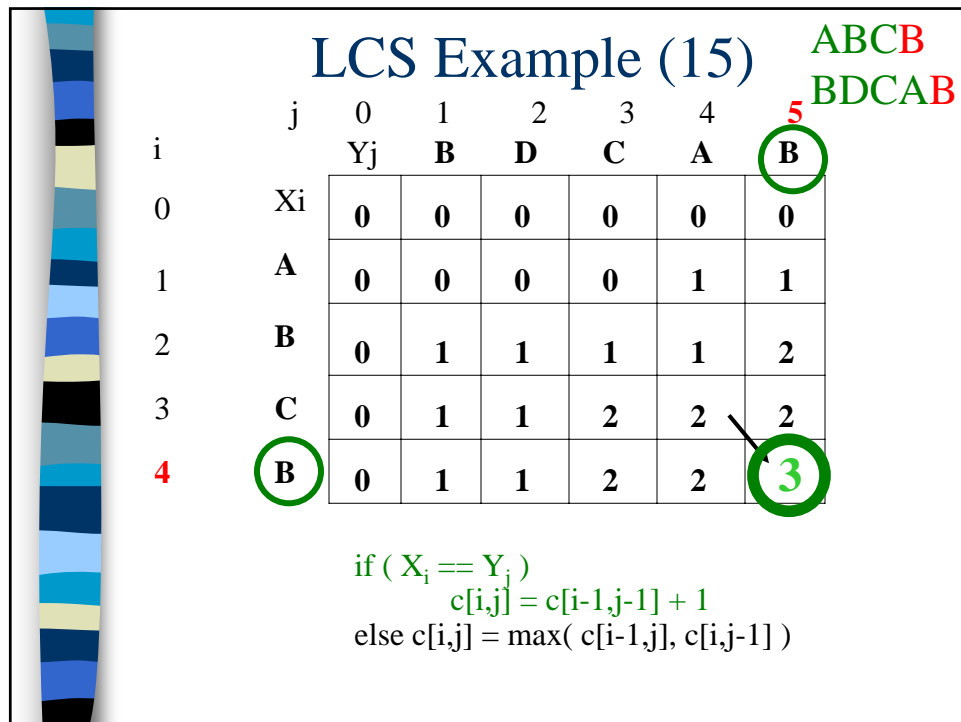 LCS Example (15)
ABCB
BDCAB
j 0 1 2 3 4 5
i Yj B D C A B
0 Xi 0 0 0 0 0 0
1 A 0 0 0 0 1 1
2 B 0 1 1 1 1 2
3 C 0 1 1 2 2 2
4 B 0 1 1 2 2 3
if ( Xi == Yj )
c[i,j] = c[i-1,j-1] + 1
else c[i,j] = max( c[i-1,j], c[i,j-1] )